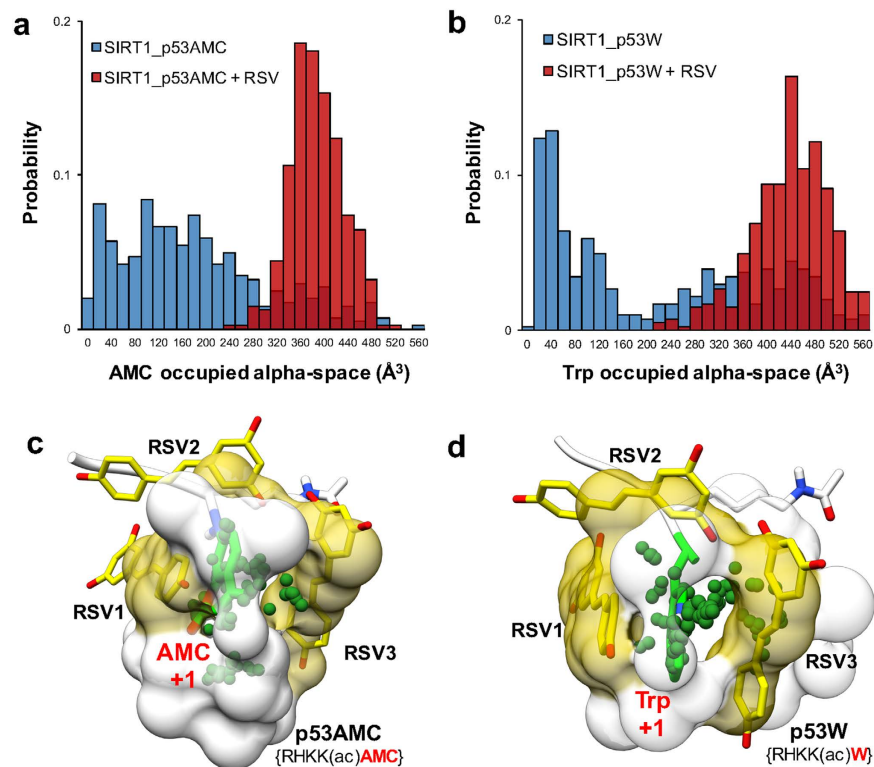 a
0.2
SIRT1_p53AMC
SIRT1_p53AMC + RSV
0.1
0
Probability
0 40 80 120 160 200 240 280 320 360 400 440 480 520 560
AMC occupied alpha-space (Å³)
b
0.2
SIRT1_p53W
SIRT1_p53W + RSV
0.1
0
Probability
0 40 80 120 160 200 240 280 320 360 400 440 480 520 560
Trp occupied alpha-space (Å³)
c
RSV2
RSV1
RSV3
AMC
+1
p53AMC
{RHKK(ac)AMC}
d
RSV2
RSV1
RSV3
Trp
+1
p53W
{RHKK(ac)W}